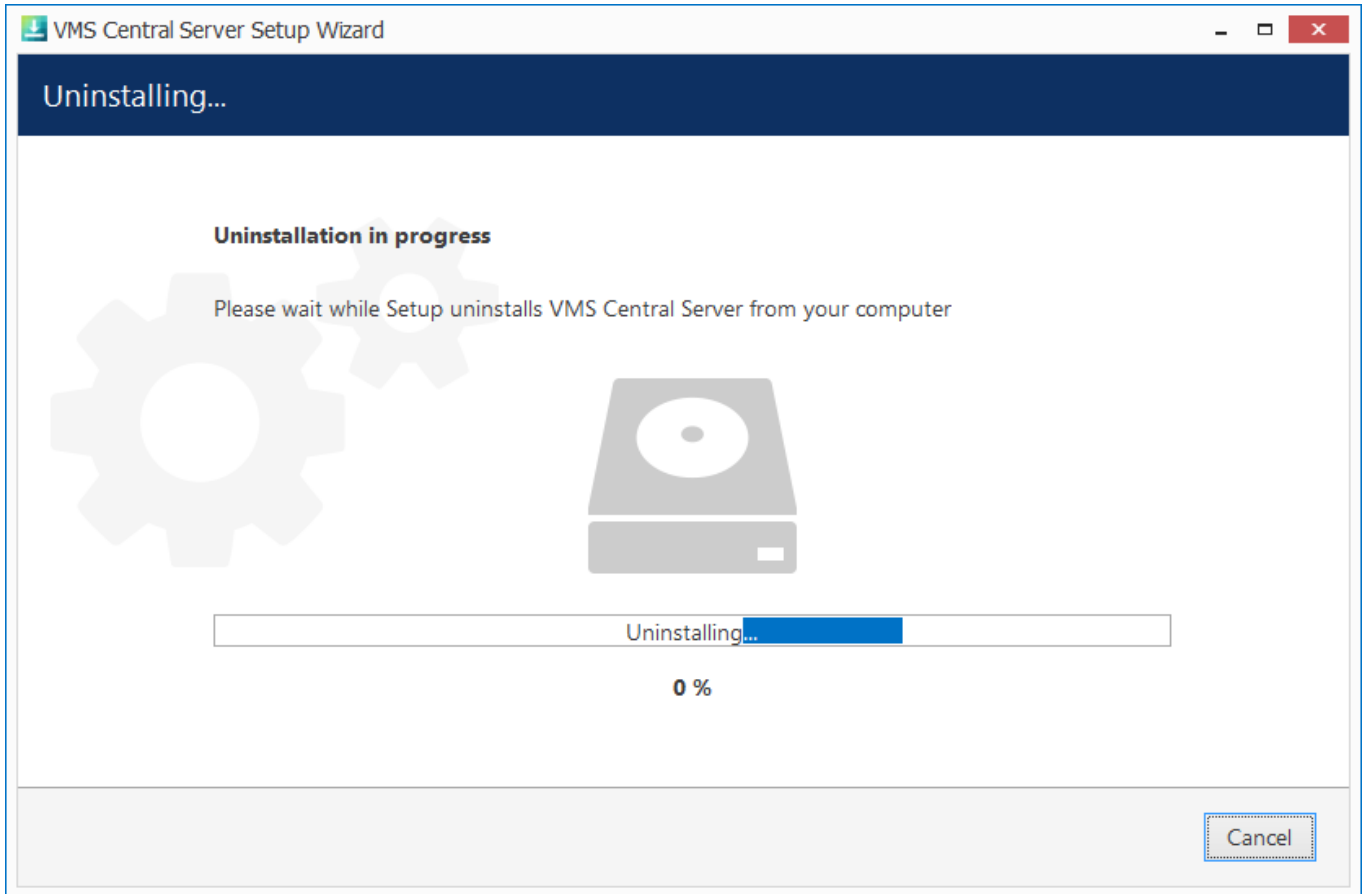 VMS Central Server Setup Wizard
Uninstalling...
Uninstallation in progress
Please wait while Setup uninstalls VMS Central Server from your computer
Uninstalling...
0 %
Cancel